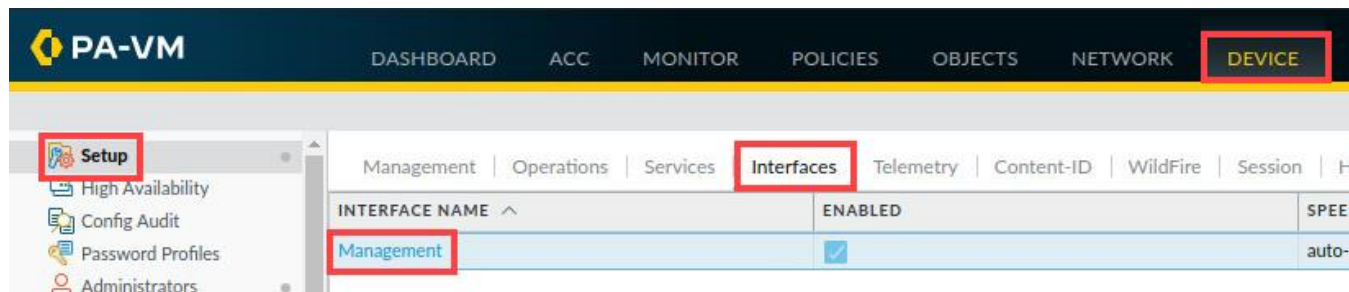 PA-VM
DASHBOARD ACC MONITOR POLICIES OBJECTS NETWORK DEVICE
Setup
High Availability
Config Audit
Password Profiles
Administrators
Management | Operations | Services | Interfaces Telemetry | Content-ID | WildFire | Session | H
INTERFACE NAME ENABLED SPEE
Management auto-